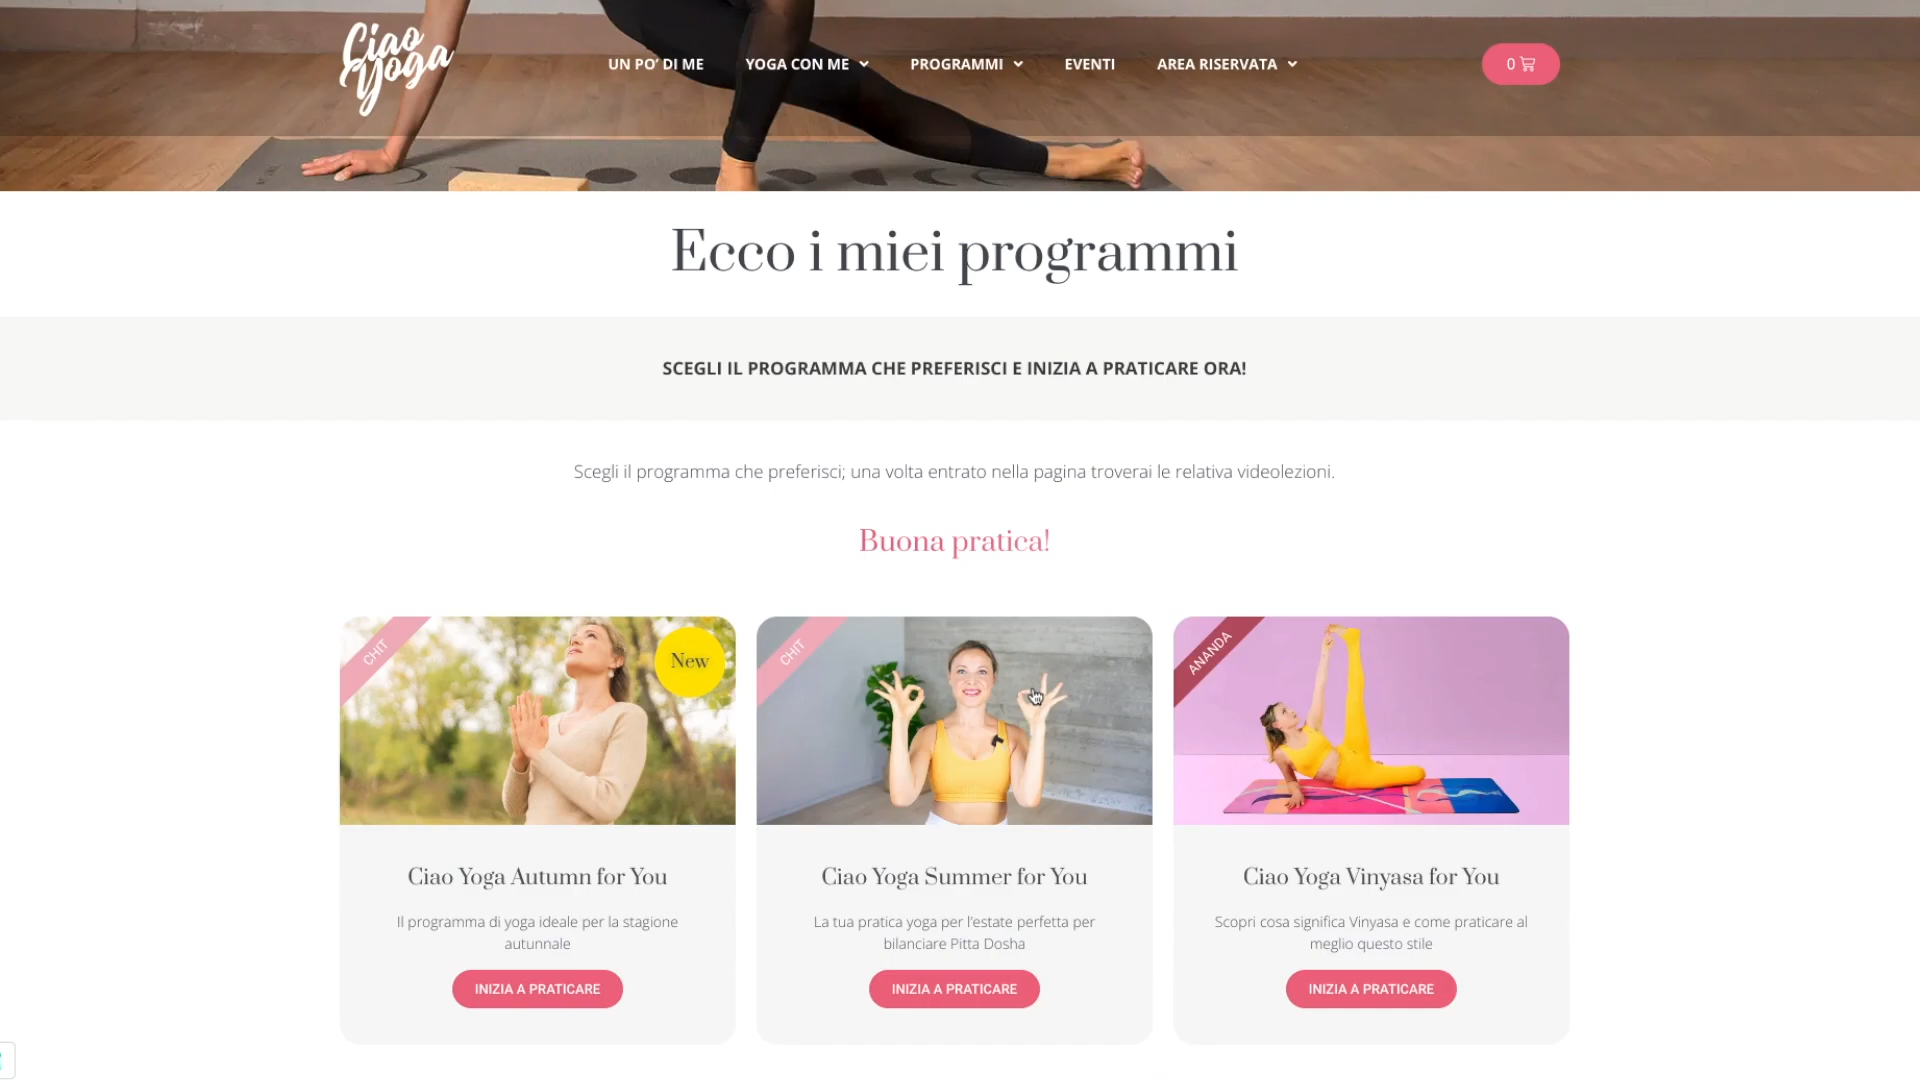 Ciao
Yoga
UN PO' DI ME
YOGA CON ME
PROGRAMMI
EVENTI
AREA RISERVATA
0
Ecco i miei programmi
SCEGLI IL PROGRAMMA CHE PREFERISCI E INIZIA A PRATICARE ORA!
Scegli il programma che preferisci; una volta entrato nella pagina troverai le relativa videolezioni.
Buona pratica!
CHIT
New
Ciao Yoga Autumn for You
Il programma di yoga ideale per la stagione
autunnale
INIZIA A PRATICARE
CHIT
Ciao Yoga Summer for You
La tua pratica yoga per l'estate perfetta per
bilanciare Pitta Dosha
INIZIA A PRATICARE
ANANDA
Ciao Yoga Vinyasa for You
Scopri cosa significa Vinyasa e come praticare al
meglio questo stile
INIZIA A PRATICARE